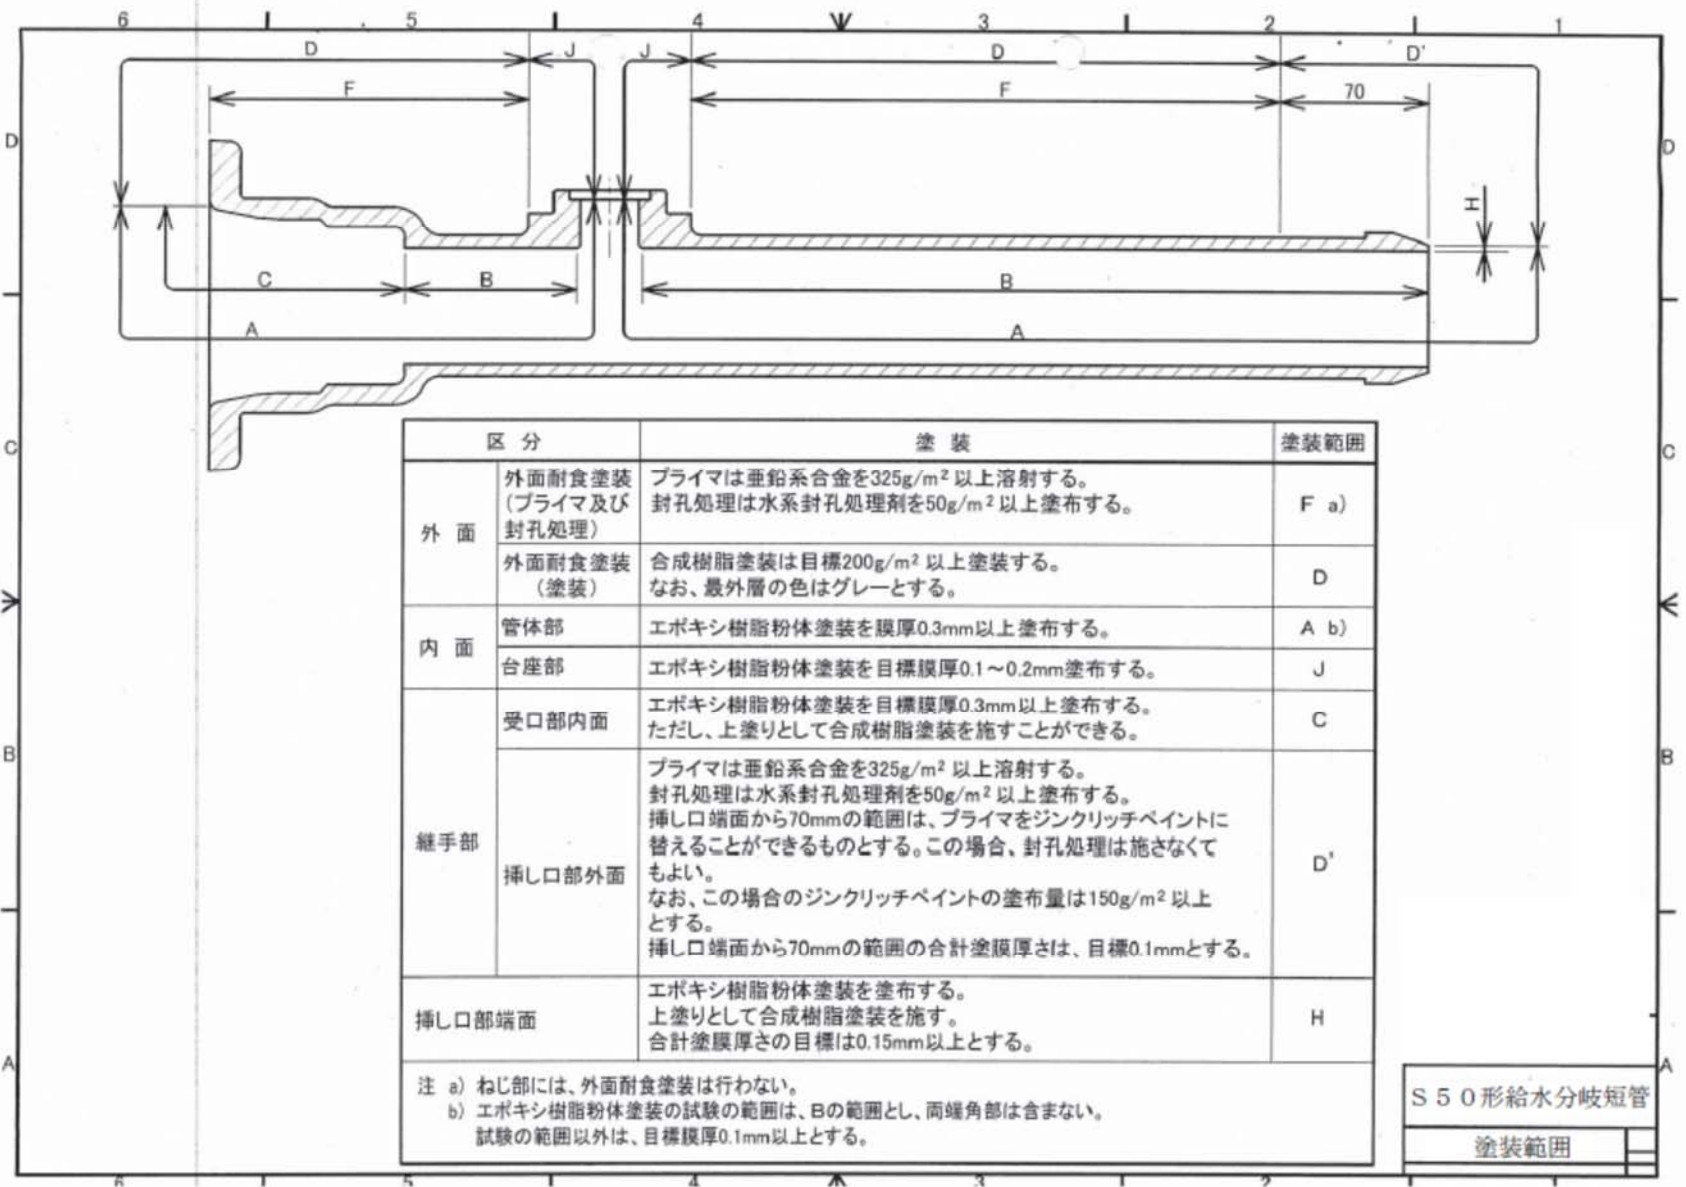 6 5 4 3 2 1
D J J D D'
F F 70
D D
H
C B B
A A
C C
区分 塗装 塗装範囲
外面
外面耐食塗装
(プライマ及び
封孔処理)
プライマは亜鉛系合金を325g/m²以上溶射する。
封孔処理は水系封孔処理剤を50g/m²以上塗布する。
F a)
外面耐食塗装
(塗装)
合成樹脂塗装は目標200g/m²以上塗装する。
なお、最外層の色はグレーとする。
D
内面
管体部
エポキシ樹脂粉体塗装を膜厚0.3mm以上塗布する。
A b)
台座部
エポキシ樹脂粉体塗装を目標膜厚0.1～0.2mm塗布する。
J
継手部
受口部内面
エポキシ樹脂粉体塗装を目標膜厚0.3mm以上塗布する。
ただし、上塗りとして合成樹脂塗装を施すことができる。
C
挿し口部外面
プライマは亜鉛系合金を325g/m²以上溶射する。
封孔処理は水系封孔処理剤を50g/m²以上塗布する。
挿し口端面から70mmの範囲は、プライマをジンクリッチペイントに
替えることができるものとする。この場合、封孔処理は施さなくて
もよい。
なお、この場合のジンクリッチペイントの塗布量は150g/m²以上
とする。
挿し口端面から70mmの範囲の合計塗膜厚さは、目標0.1mmとする。
D'
挿し口部端面
エポキシ樹脂粉体塗装を塗布する。
上塗りとして合成樹脂塗装を施す。
合計塗膜厚さの目標は0.15mm以上とする。
H
注 a) ねじ部には、外面耐食塗装は行わない。
b) エポキシ樹脂粉体塗装の試験の範囲は、Bの範囲とし、両端角部は含まない。
試験の範囲以外は、目標膜厚0.1mm以上とする。
B B
A A
S50形給水分岐短管
塗装範囲
6 5 4 3 2